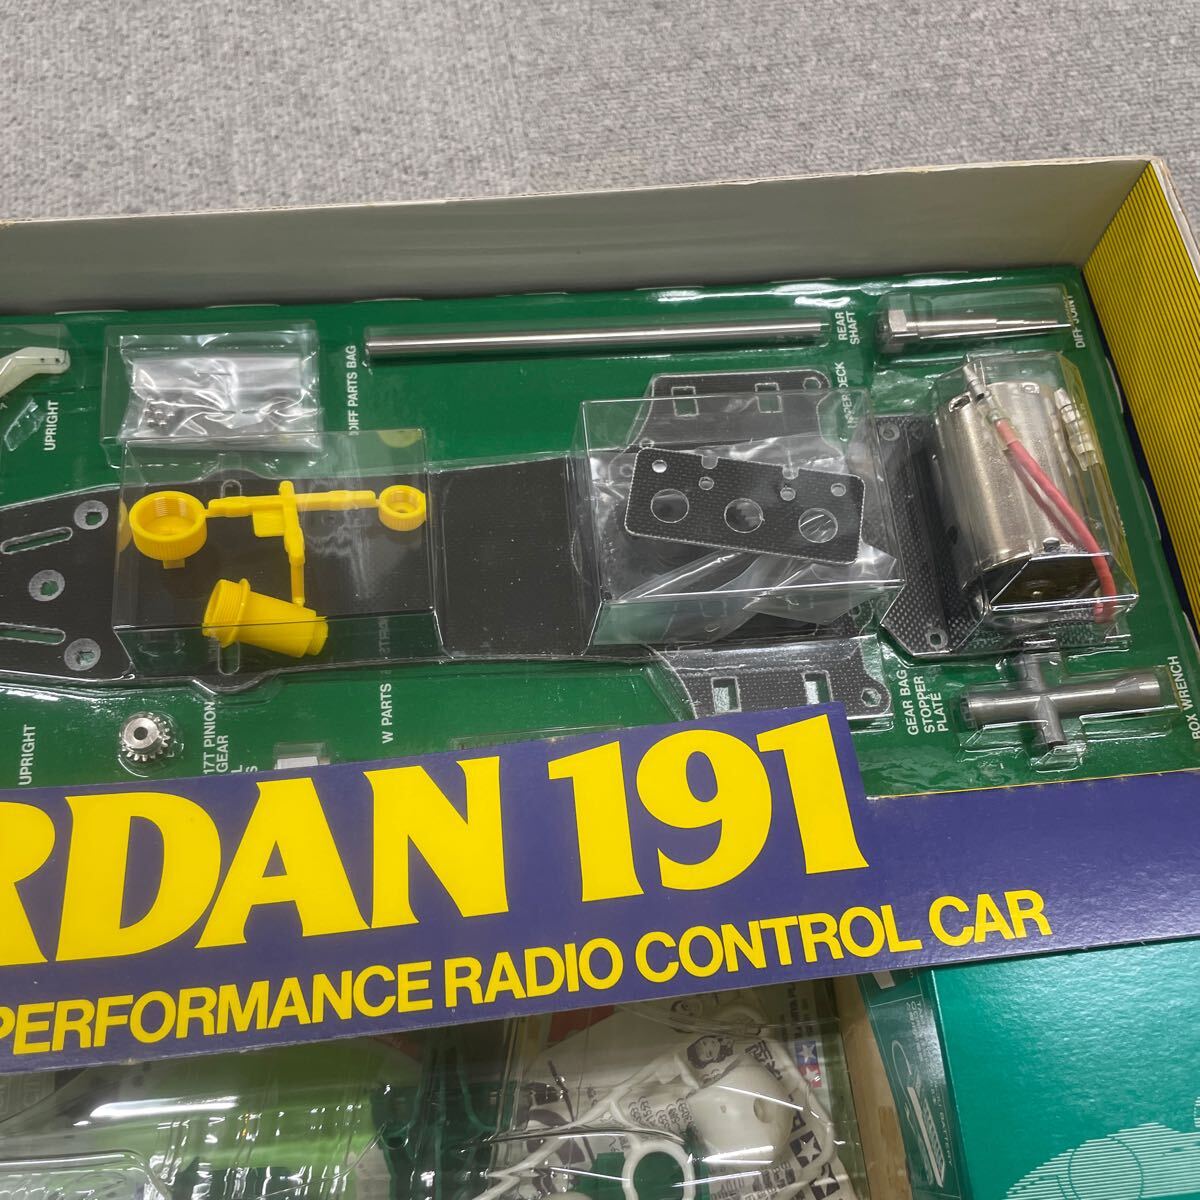 UPRIGHT
DIFF PARTS BAG
REAR
SHAFT
DIFF JOINT
UPPER DECK
UPRIGHT
17T PINION
GEAR
W PARTS
GEAR BAG
STOPPER
PLATE
BOX WRENCH
RDAN 191
PERFORMANCE RADIO CONTROL CAR